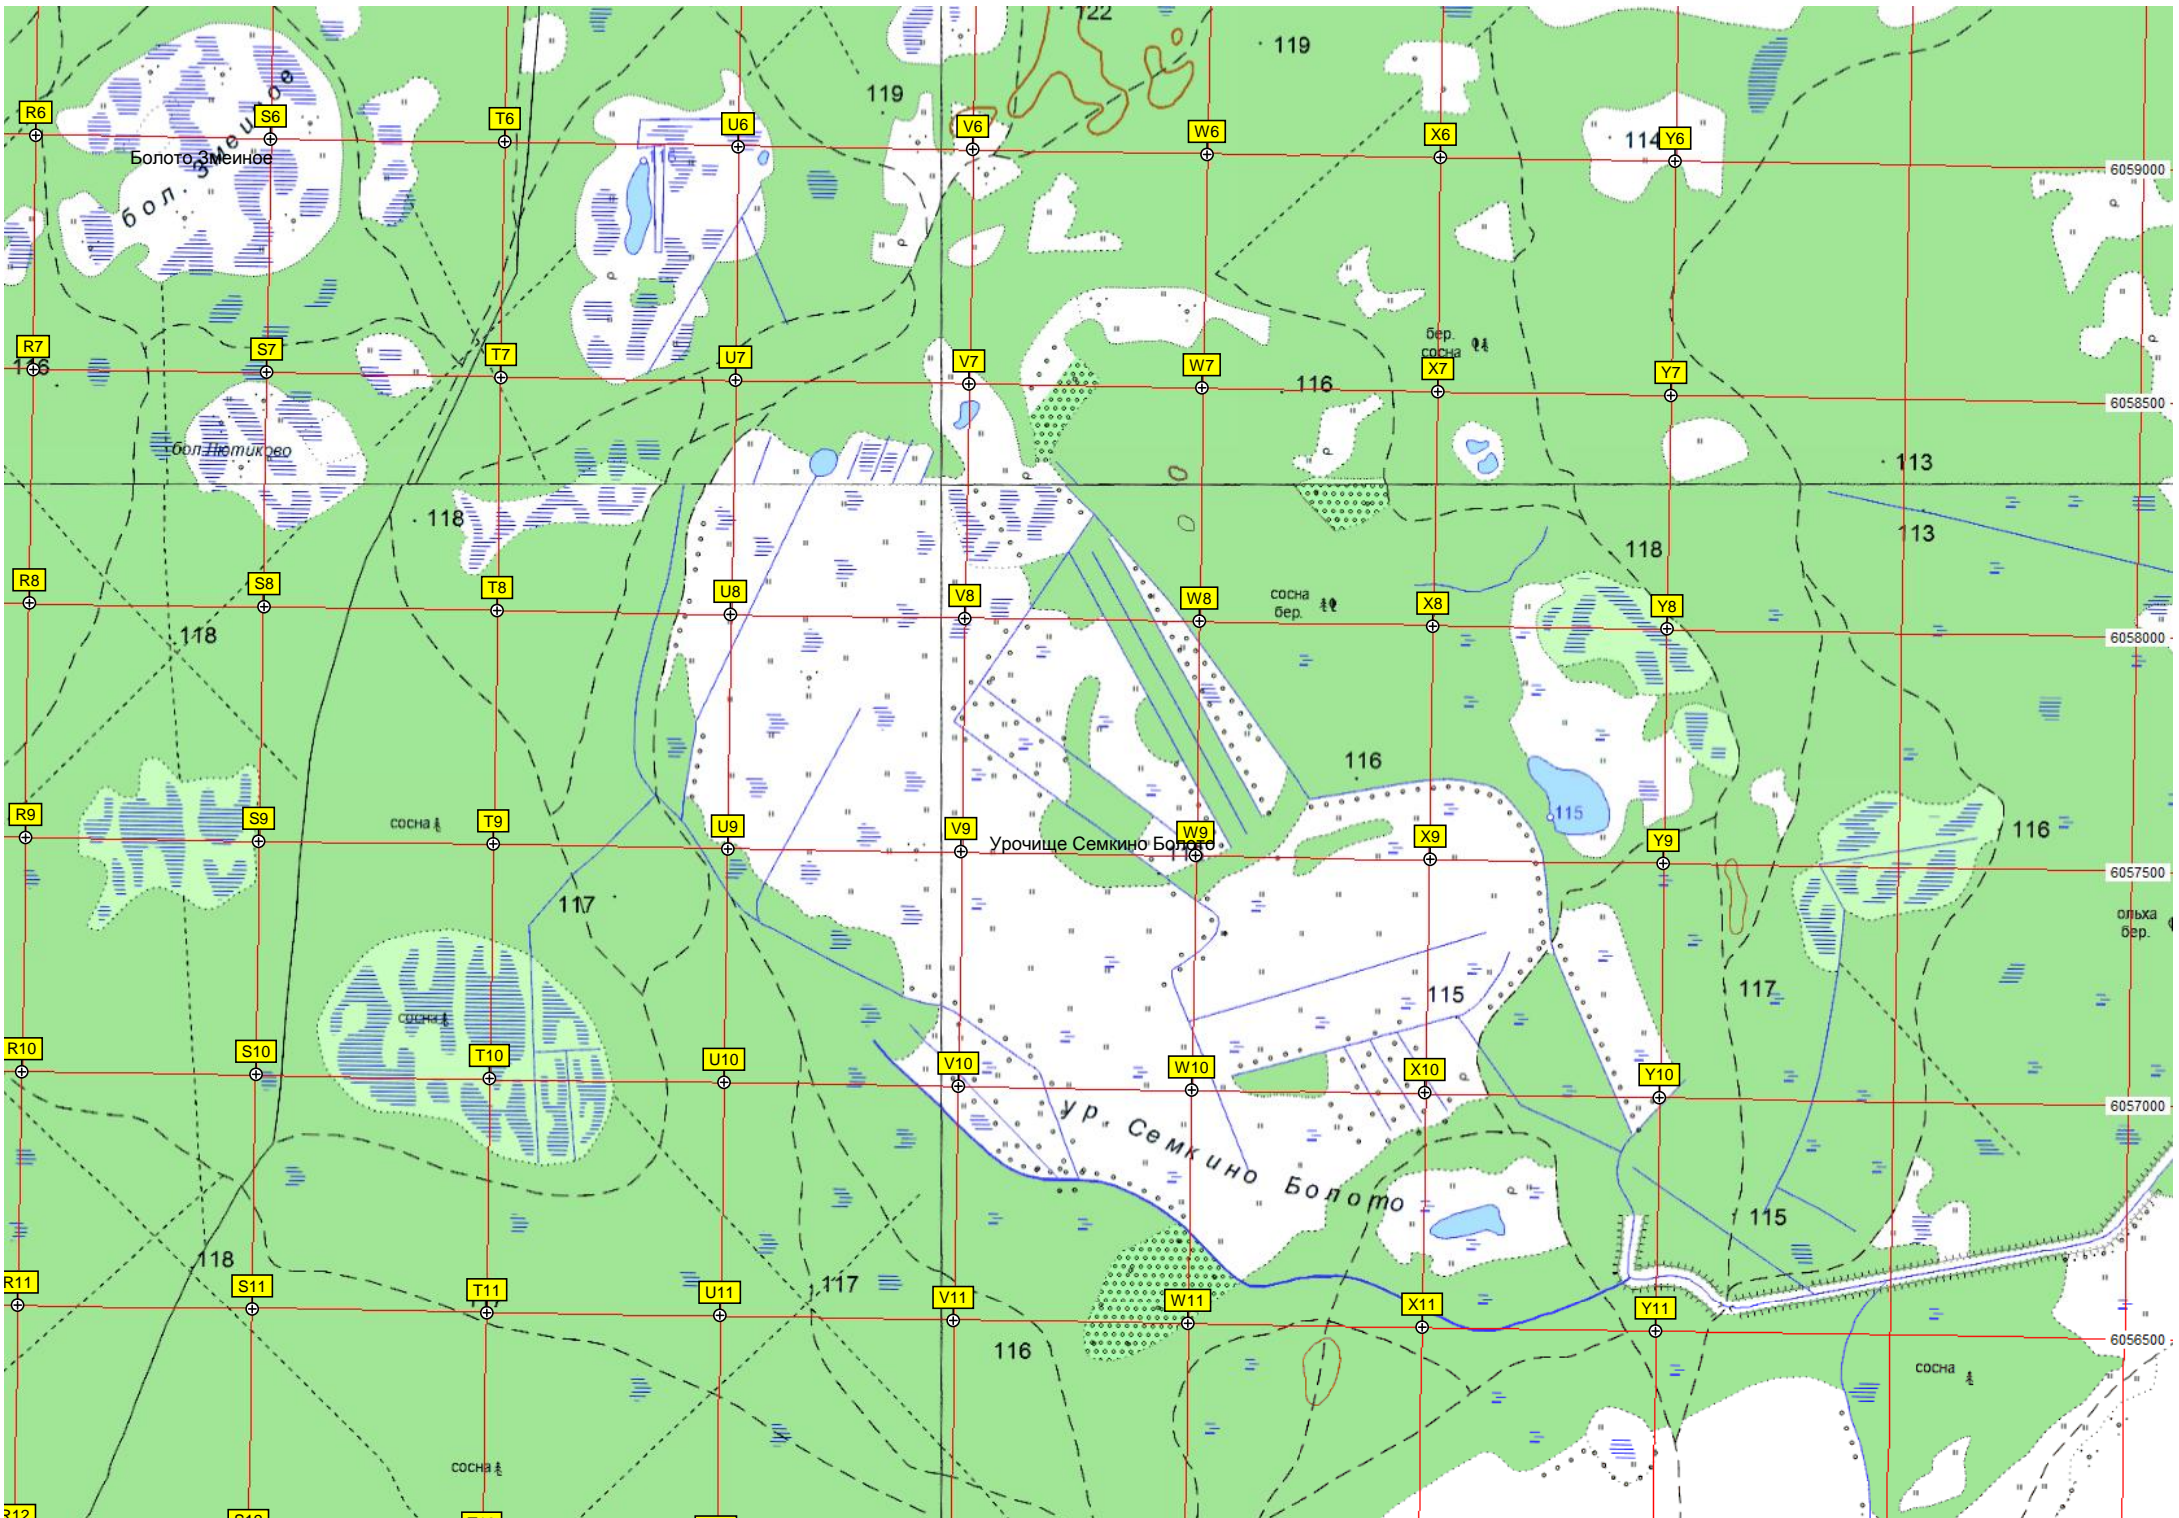 122
119
119
R6
S6
T6
U6
V6
W6
X6
114
Y6
Болото Змеиное
бол. Змеиное
6059000
R7
S7
T7
U7
V7
W7
бер.
сосна
X7
Y7
116
116
6058500
бол. Лютиково
113
118
113
118
R8
S8
T8
U8
V8
W8
сосна
бер.
X8
Y8
118
6058000
116
115
R9
S9
сосна
T9
U9
V9
W9
X9
Y9
116
Урочище Семкино Болото
6057500
117
ольха
бер.
115
117
сосна
R10
S10
T10
U10
V10
W10
X10
Y10
6057000
ур. Семкино Болото
115
118
117
R11
S11
T11
U11
V11
W11
X11
Y11
116
6056500
сосна
сосна
R12